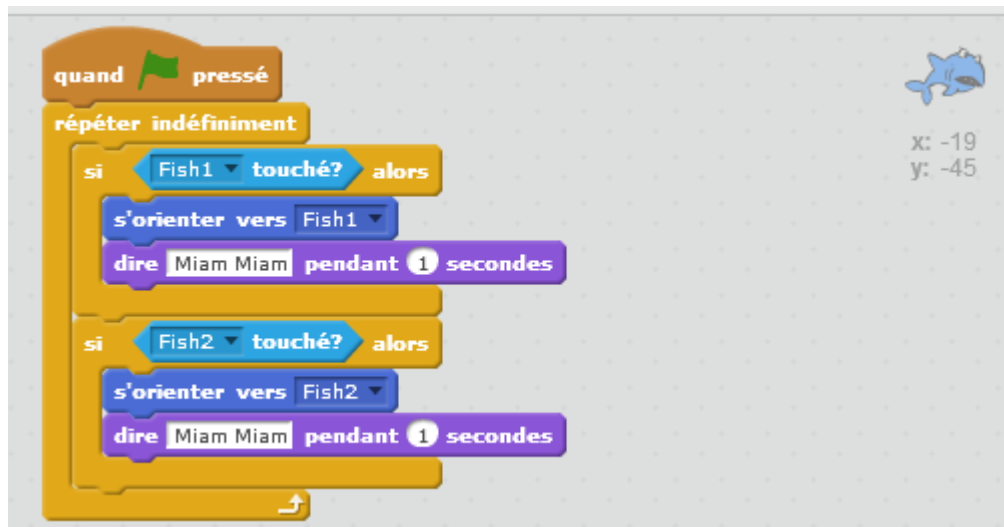 quand pressé
répéter indéfiniment
si Fish1 touché? alors
s'orienter vers Fish1
dire Miam Miam pendant 1 secondes
si Fish2 touché? alors
s'orienter vers Fish2
dire Miam Miam pendant 1 secondes
x: -19
y: -45